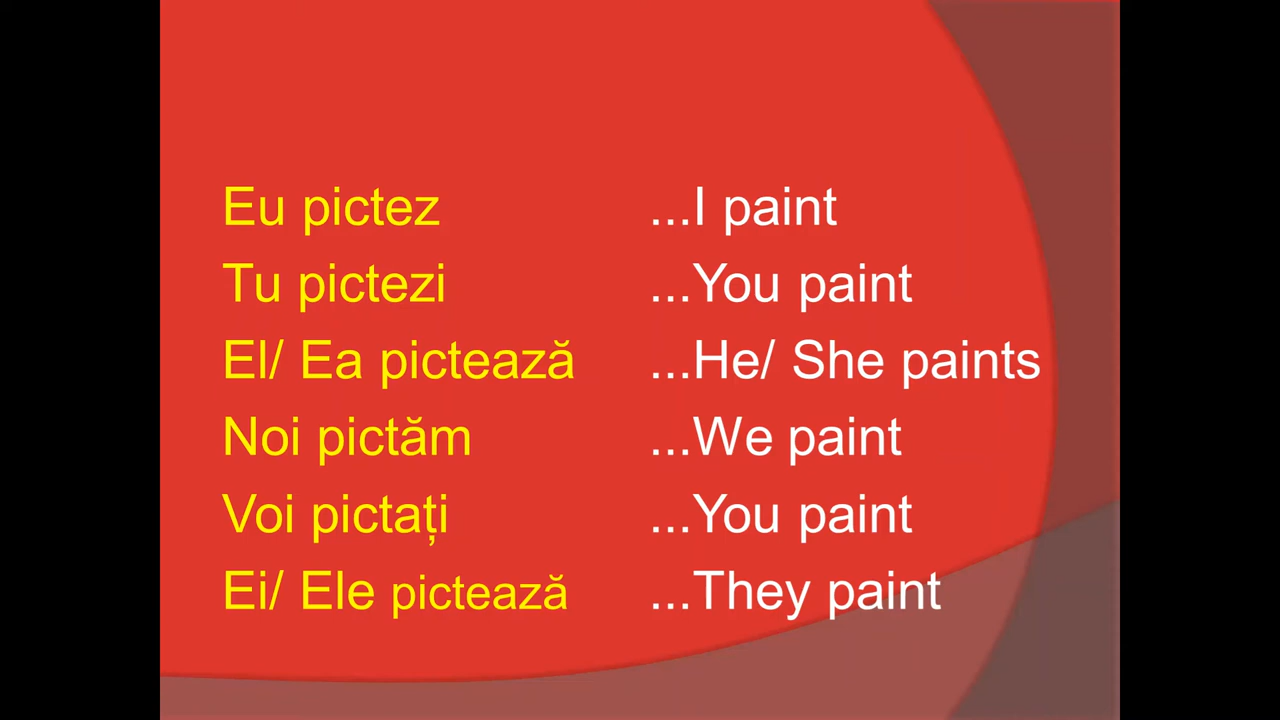 Eu pictez ...I paint
Tu pictezi ...You paint
El/ Ea pictează ...He/ She paints
Noi pictăm ...We paint
Voi pictați ...You paint
Ei/ Ele pictează ...They paint